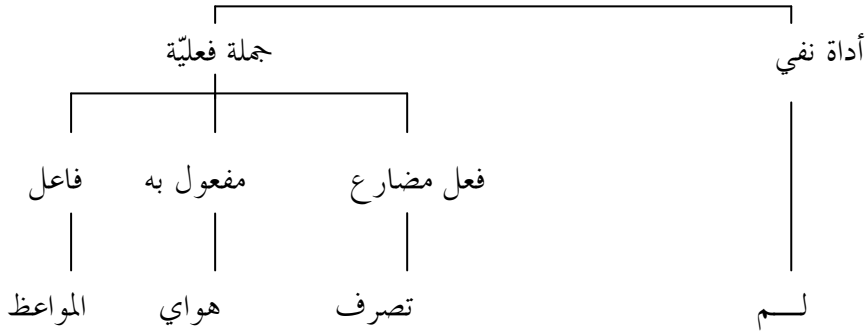 أداة نفي جملة فعليّة
فعل مضارع مفعول به فاعل
لـــم تصرف هواي المواعظ